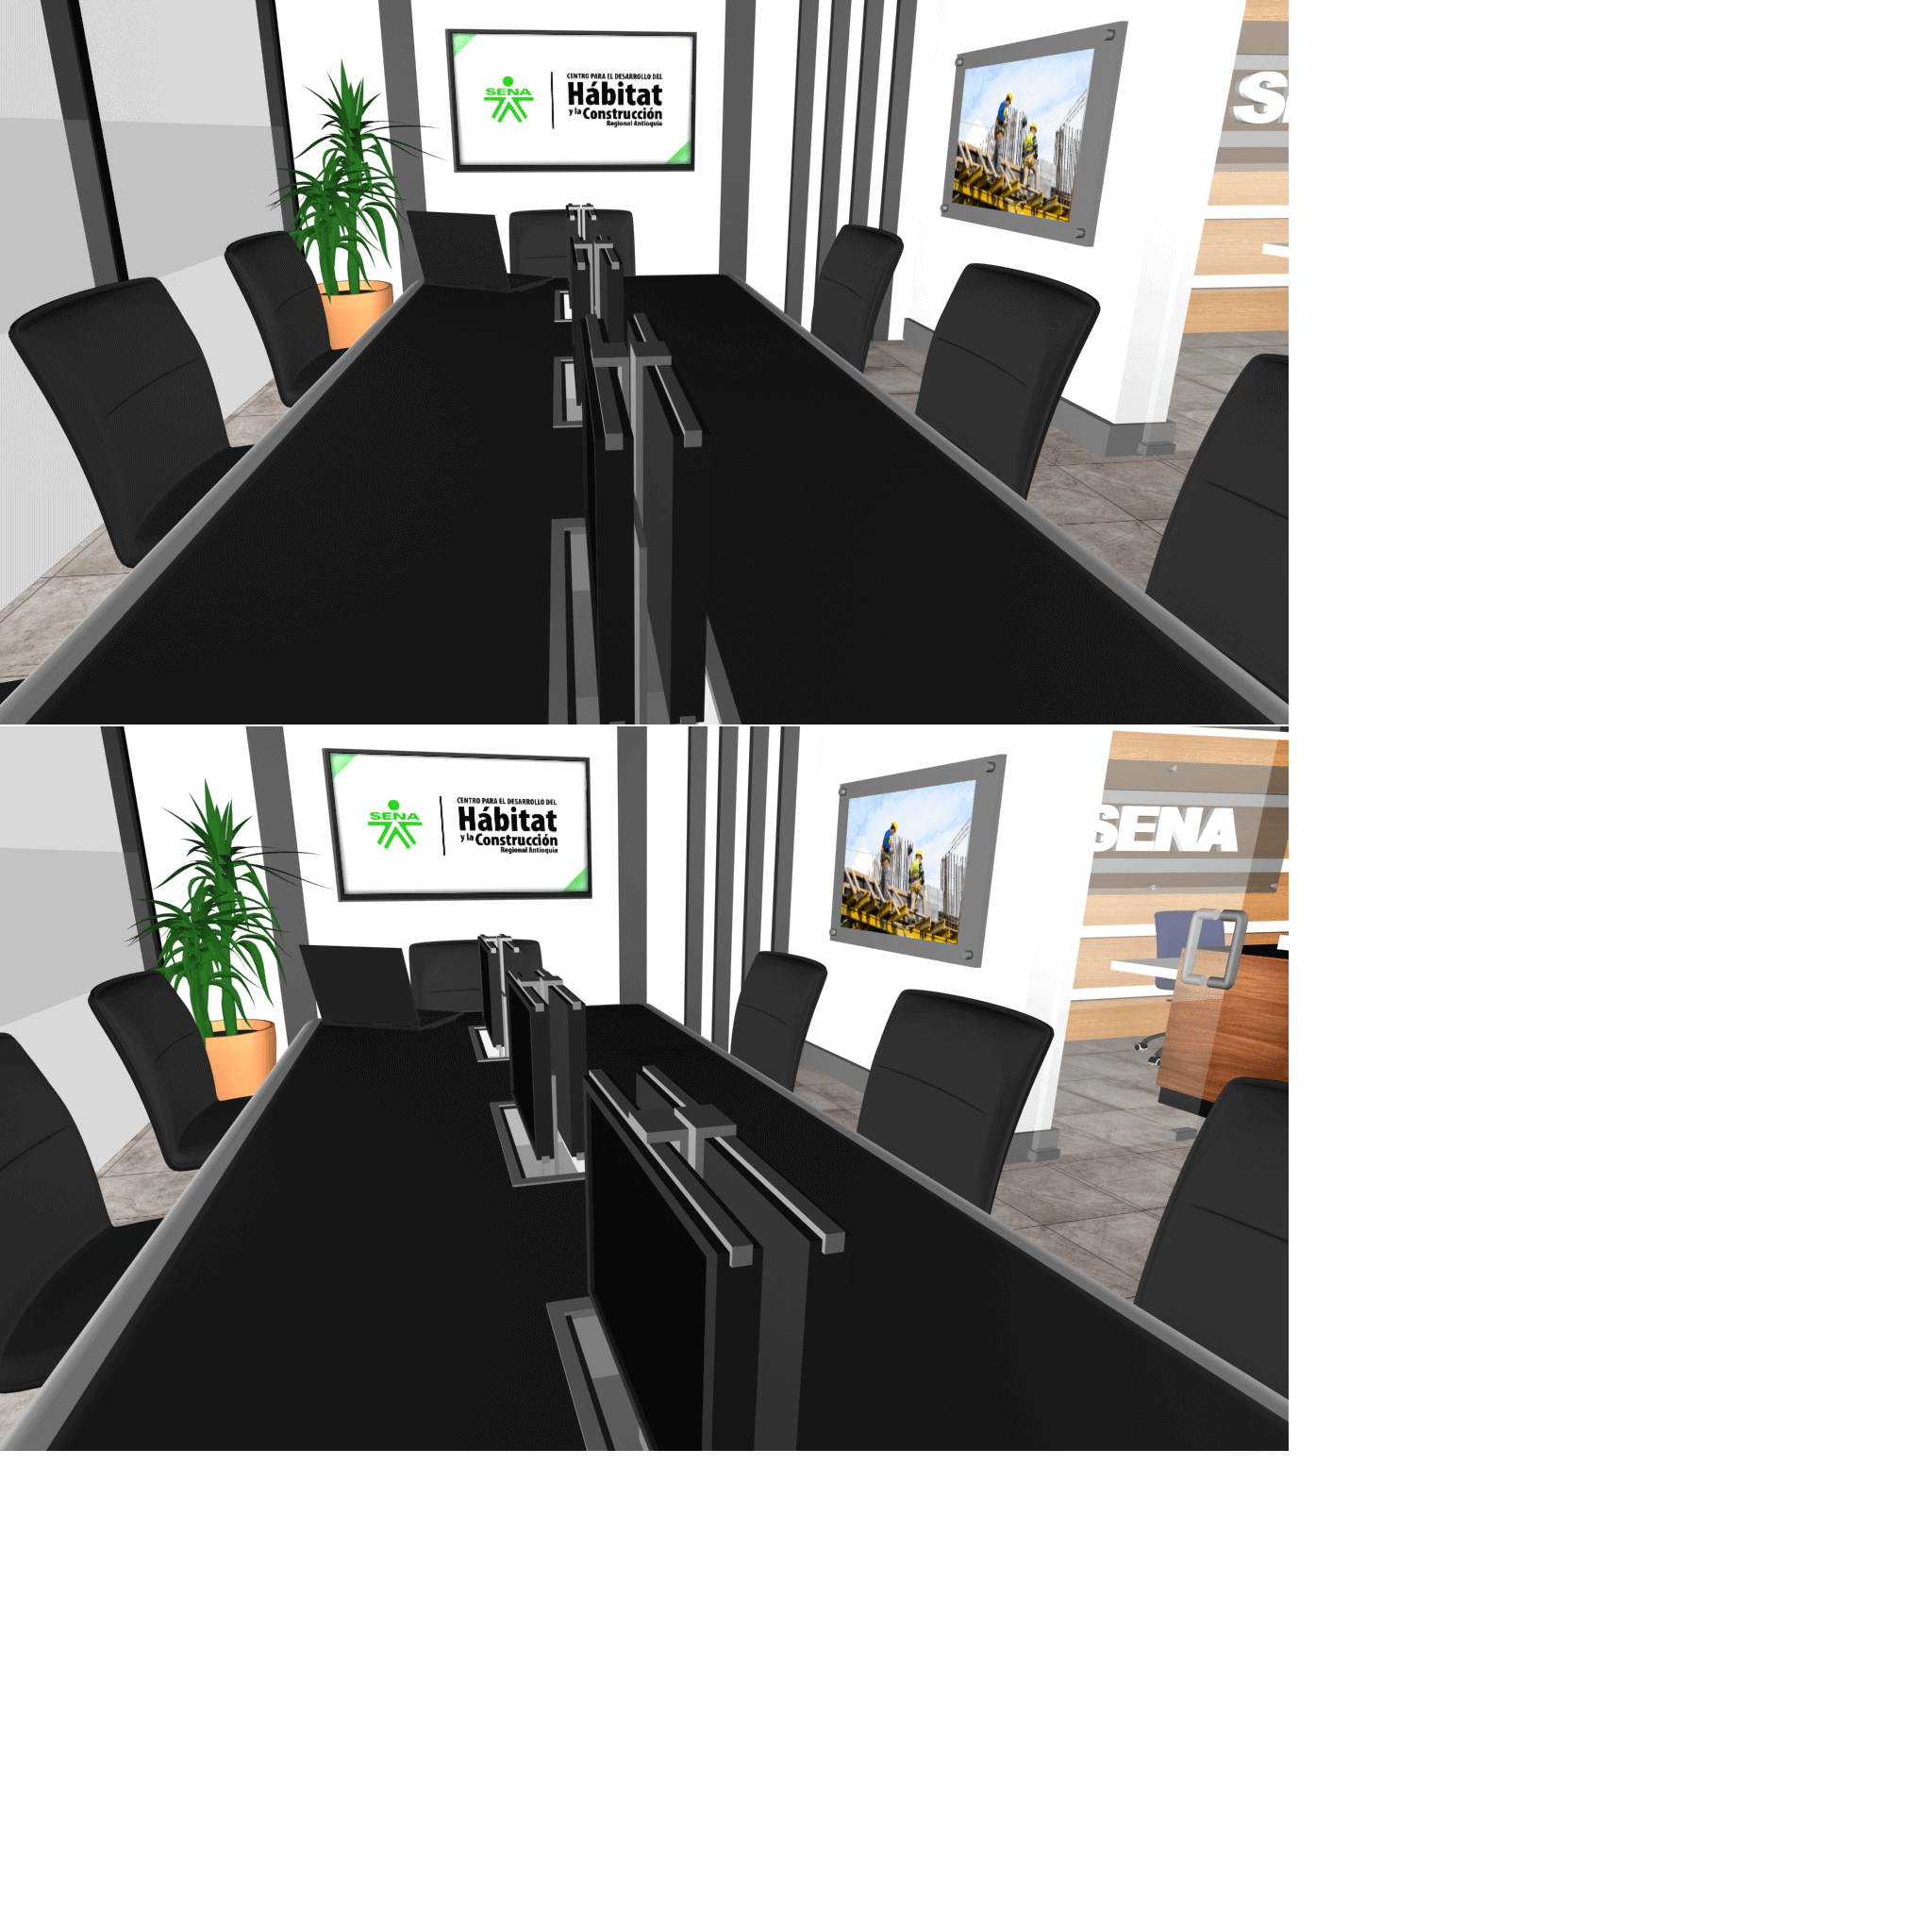 SENA
CENTRO PARA EL DESARROLLO DEL
Hábitat
y la Construcción
Regional Antioquia
S
SENA
CENTRO PARA EL DESARROLLO DEL
Hábitat
y la Construcción
Regional Antioquia
SENA